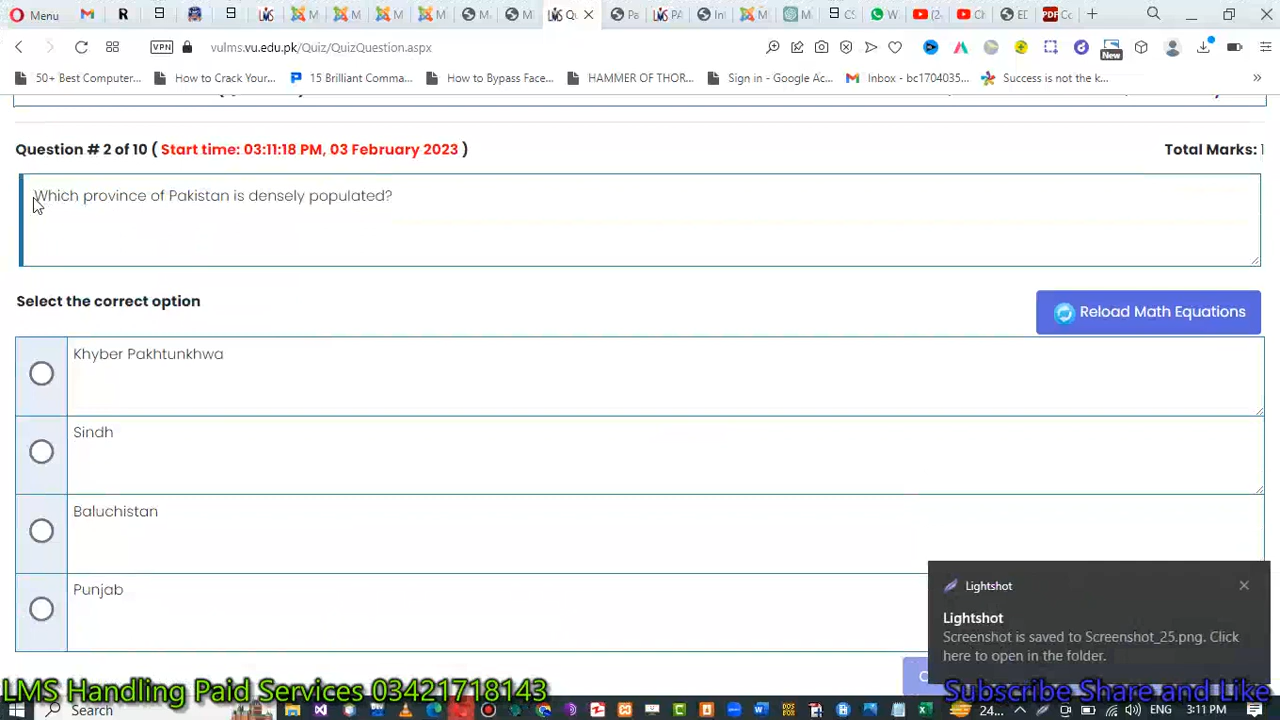 Menu
vulms.vu.edu.pk/Quiz/QuizQuestion.aspx
VPN
New
50+ Best Computer...
How to Crack Your...
15 Brilliant Comma...
How to Bypass Face...
HAMMER OF THOR...
Sign in - Google Ac...
Inbox - bc1704035...
Success is not the k...
Question # 2 of 10 ( Start time: 03:11:18 PM, 03 February 2023 )
Total Marks: 1
Which province of Pakistan is densely populated?
Select the correct option
Reload Math Equations
Khyber Pakhtunkhwa
Sindh
Baluchistan
Punjab
Lightshot
Lightshot
Screenshot is saved to Screenshot_25.png. Click
here to open in the folder.
LMS Handling Paid Services 03421718143
Subscribe Share and Like
Search
24...
ENG
3:11 PM